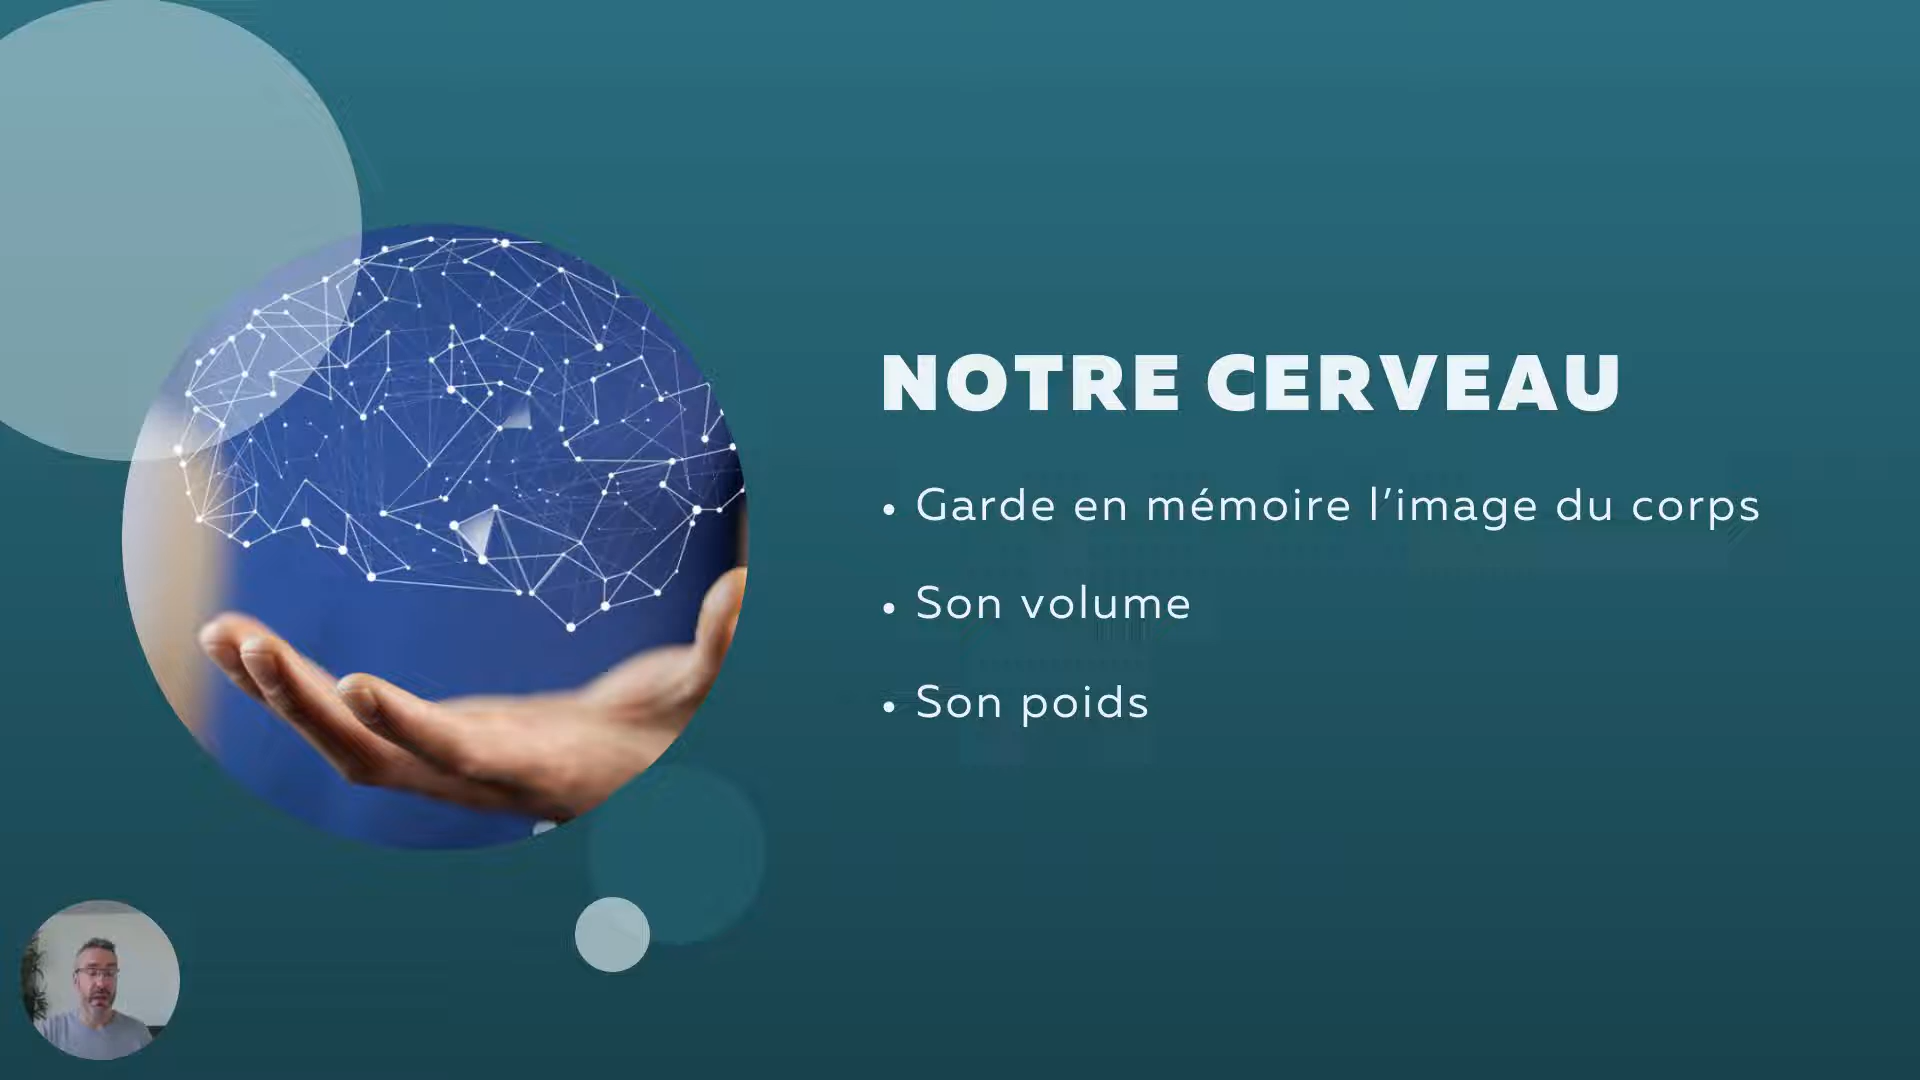 NOTRE CERVEAU
• Garde en mémoire l’image du corps
• Son volume
• Son poids